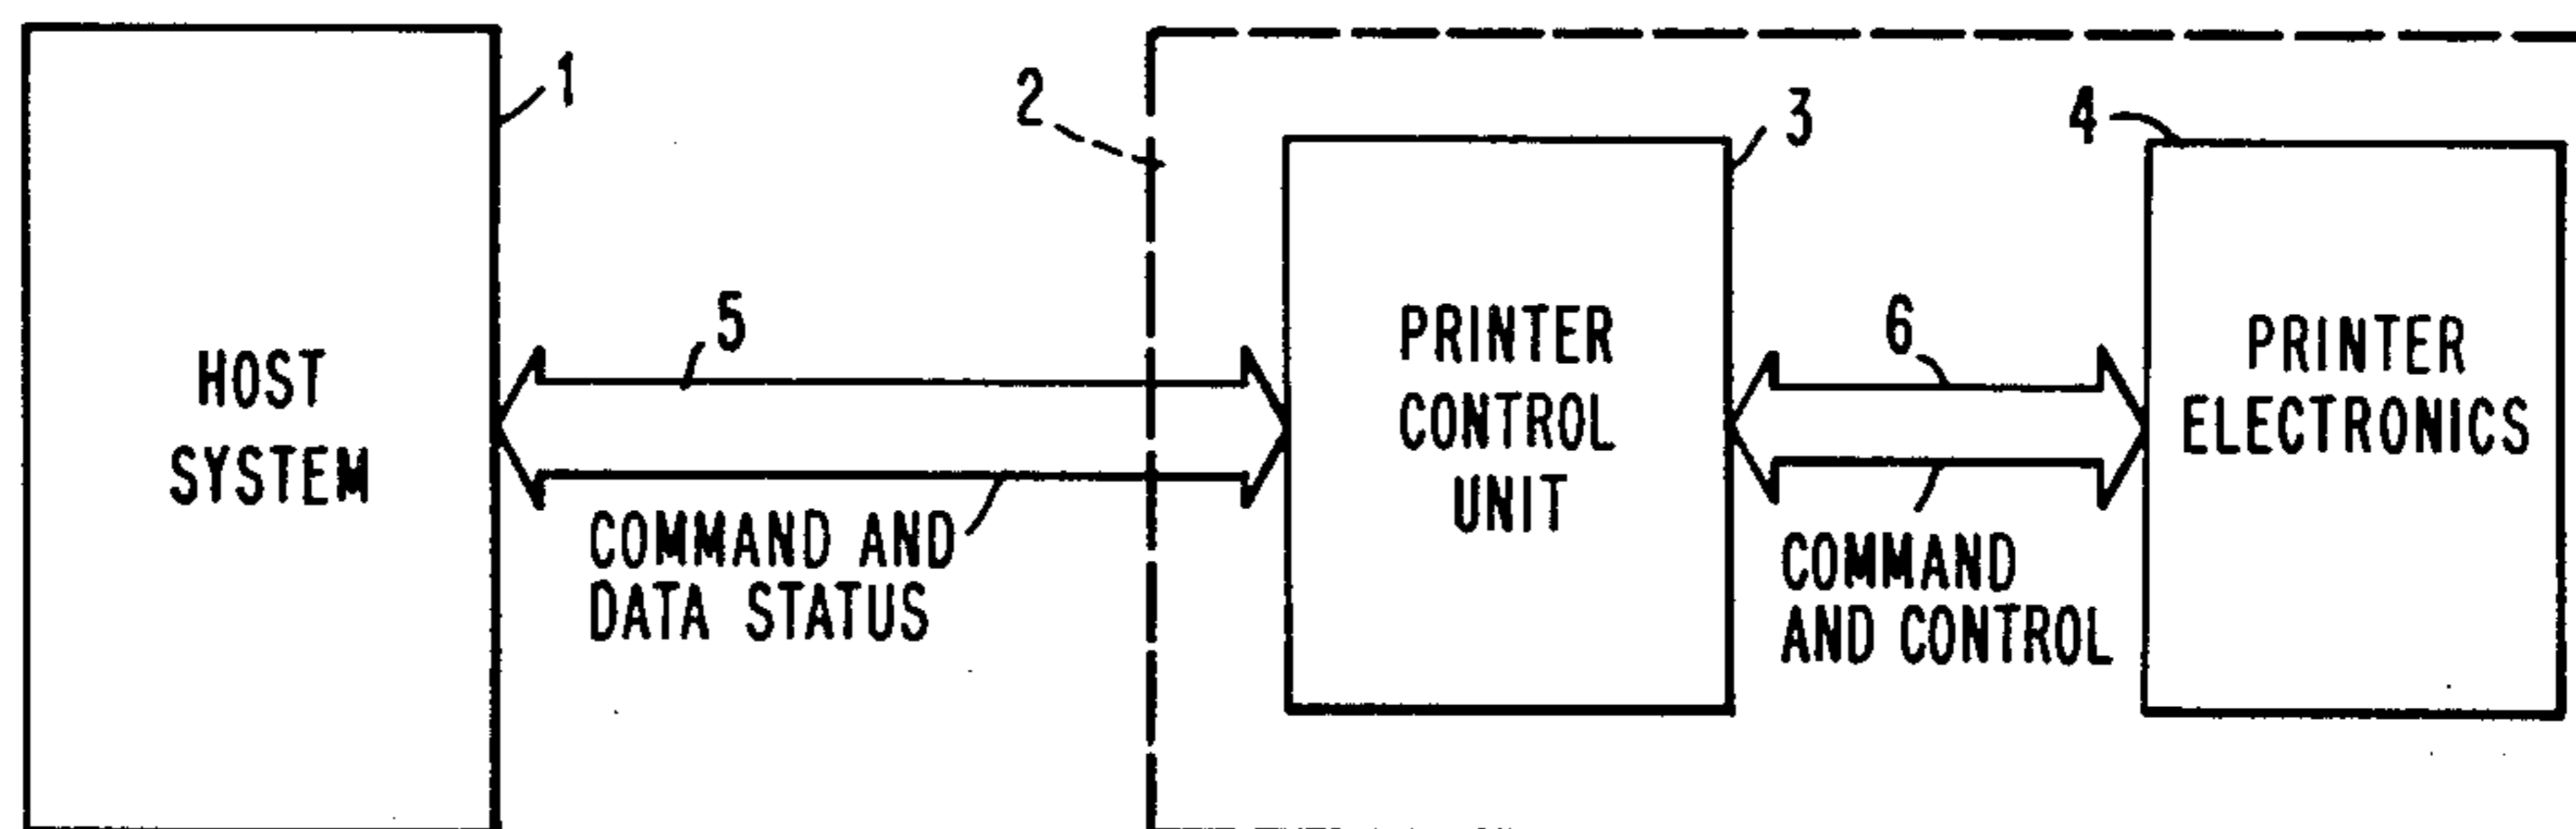 1
2
3
4
HOST
SYSTEM
5
COMMAND AND
DATA STATUS
PRINTER
CONTROL
UNIT
6
COMMAND
AND CONTROL
PRINTER
ELECTRONICS